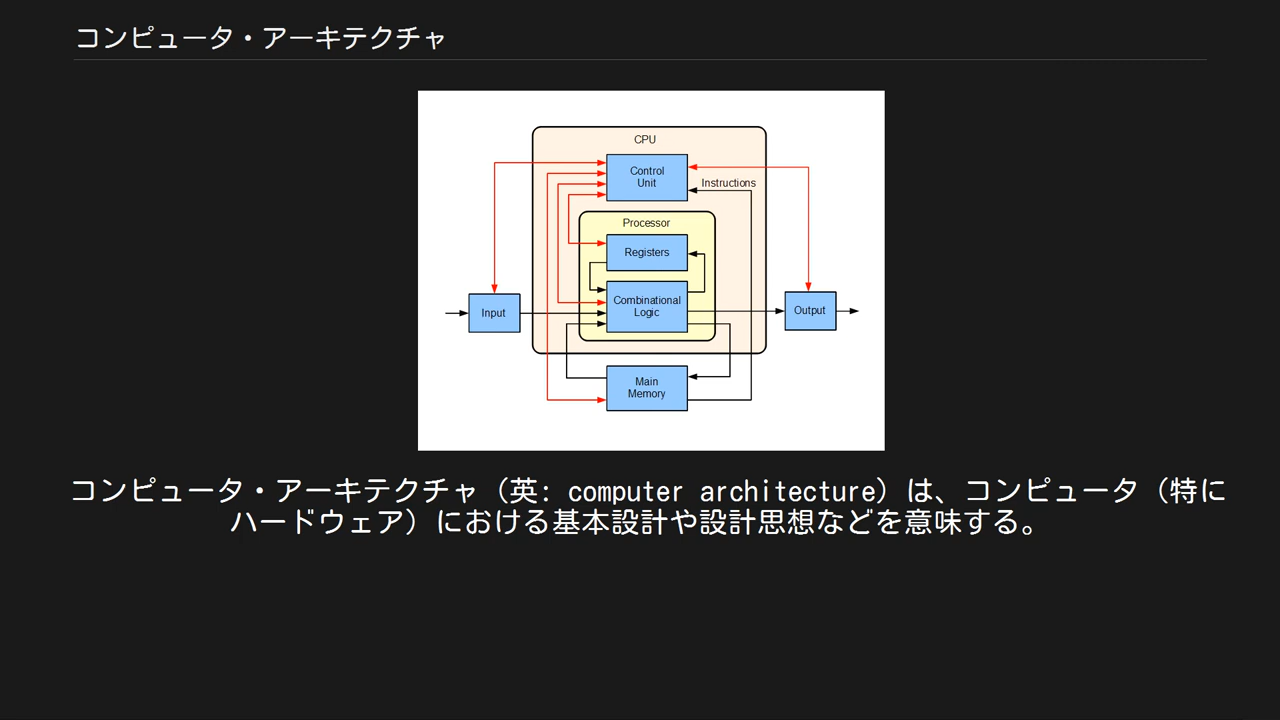 コンピュータ・アーキテクチャ
CPU
Control
Unit
Instructions
Processor
Registers
Combinational
Logic
Input
Output
Main
Memory
コンピュータ・アーキテクチャ（英: computer architecture）は、コンピュータ（特に
ハードウェア）における基本設計や設計思想などを意味する。